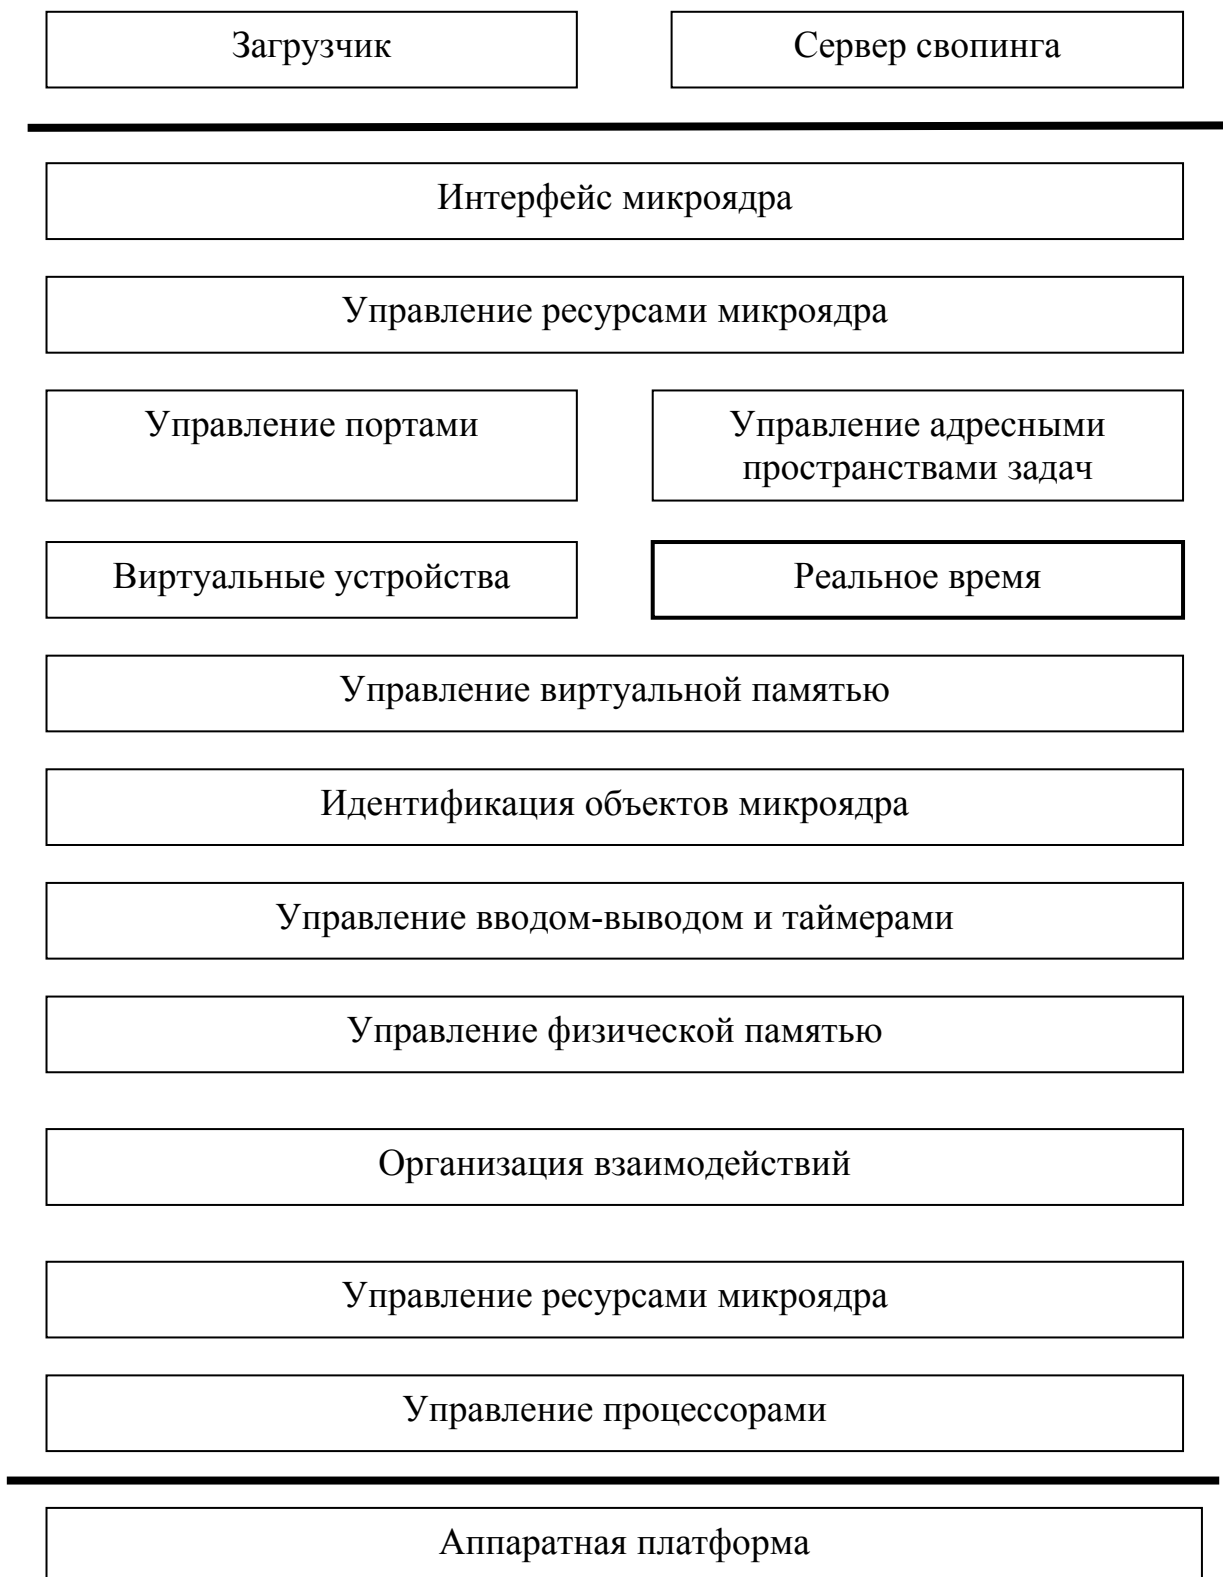 Загрузчик
Сервер свопинга
Интерфейс микроядра
Управление ресурсами микроядра
Управление портами
Управление адресными
пространствами задач
Виртуальные устройства
Реальное время
Управление виртуальной памятью
Идентификация объектов микроядра
Управление вводом-выводом и таймерами
Управление физической памятью
Организация взаимодействий
Управление ресурсами микроядра
Управление процессорами
Аппаратная платформа